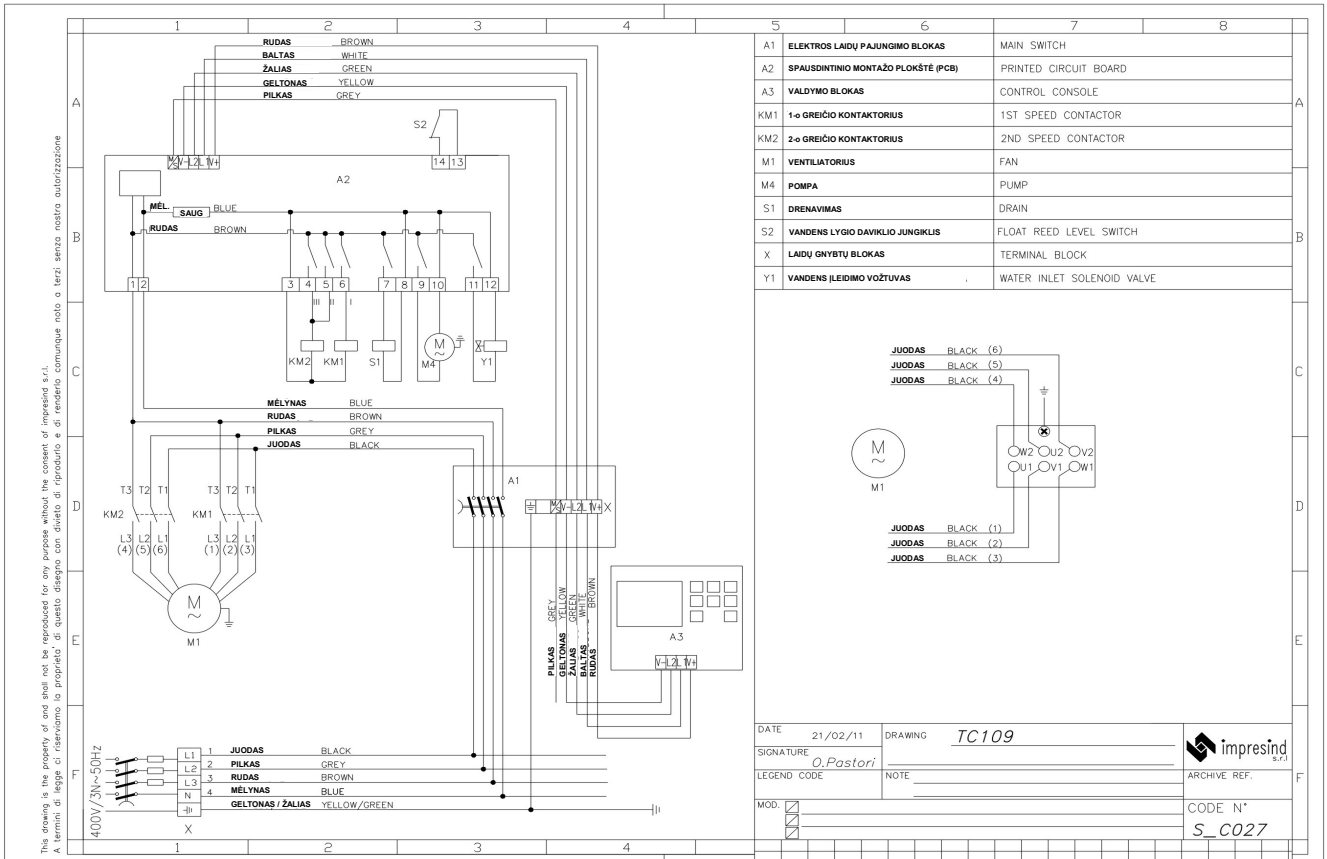 1 2 3 4 5 6 7 8
RUDAS BROWN
BALTAS WHITE
ŽALIAS GREEN
GELTONAS YELLOW
PILKAS GREY
A
S2
M/S V- L2 L1 V+
14 13
A2
MĖL. SAUG BLUE
RUDAS BROWN
B
1 2 3 4 5 6 7 8 9 10 11 12
III II I
KM2 KM1 S1 M4 Y1
M
~
C
MĖLYNAS BLUE
RUDAS BROWN
PILKAS GREY
JUODAS BLACK
A1
T3 T2 T1 T3 T2 T1
KM2 KM1
M/S V- L2 L1 V+ X
D
L3 L2 L1 L3 L2 L1
(4) (5) (6) (1) (2) (3)
M
~
M1
E
GREY
YELLOW
GREEN
WHITE
BROWN
PILKAS
GELTONAS
ŽALIAS
BALTAS
RUDAS
A3
V- L2 L1 V+
400V/3N~50Hz
L1 1 JUODAS BLACK
L2 2 PILKAS GREY
L3 3 RUDAS BROWN
N 4 MĖLYNAS BLUE
GELTONAS / ŽALIAS YELLOW/GREEN
X
F
1 2 3 4
This drawing is the property of and shall not be reproduced for any purpose without the consent of impresind s.r.l.
A termini di legge ci riserviamo la proprieta' di questo disegno con divieto di riprodurlo e di renderlo comunque noto a terzi senza nostra autorizzazione
A1 ELEKTROS LAIDŲ PAJUNGIMO BLOKAS MAIN SWITCH
A2 SPAUSDINTINIO MONTAŽO PLOKŠTĖ (PCB) PRINTED CIRCUIT BOARD
A3 VALDYMO BLOKAS CONTROL CONSOLE
KM1 1-o GREIČIO KONTAKTORIUS 1ST SPEED CONTACTOR
KM2 2-o GREIČIO KONTAKTORIUS 2ND SPEED CONTACTOR
M1 VENTILIATORIUS FAN
M4 POMPA PUMP
S1 DRENAVIMAS DRAIN
S2 VANDENS LYGIO DAVIKLIO JUNGIKLIS FLOAT REED LEVEL SWITCH
X LAIDŲ GNYBTŲ BLOKAS TERMINAL BLOCK
Y1 VANDENS ĮLEIDIMO VOŽTUVAS WATER INLET SOLENOID VALVE
A
B
C
D
E
F
JUODAS BLACK (6)
JUODAS BLACK (5)
JUODAS BLACK (4)
M
~
M1
W2 U2 V2
U1 V1 W1
JUODAS BLACK (1)
JUODAS BLACK (2)
JUODAS BLACK (3)
DATE 21/02/11 DRAWING TC109
SIGNATURE O.Pastori
impresind s.r.l
LEGEND CODE NOTE ARCHIVE REF.
MOD. CODE N°
S_C027